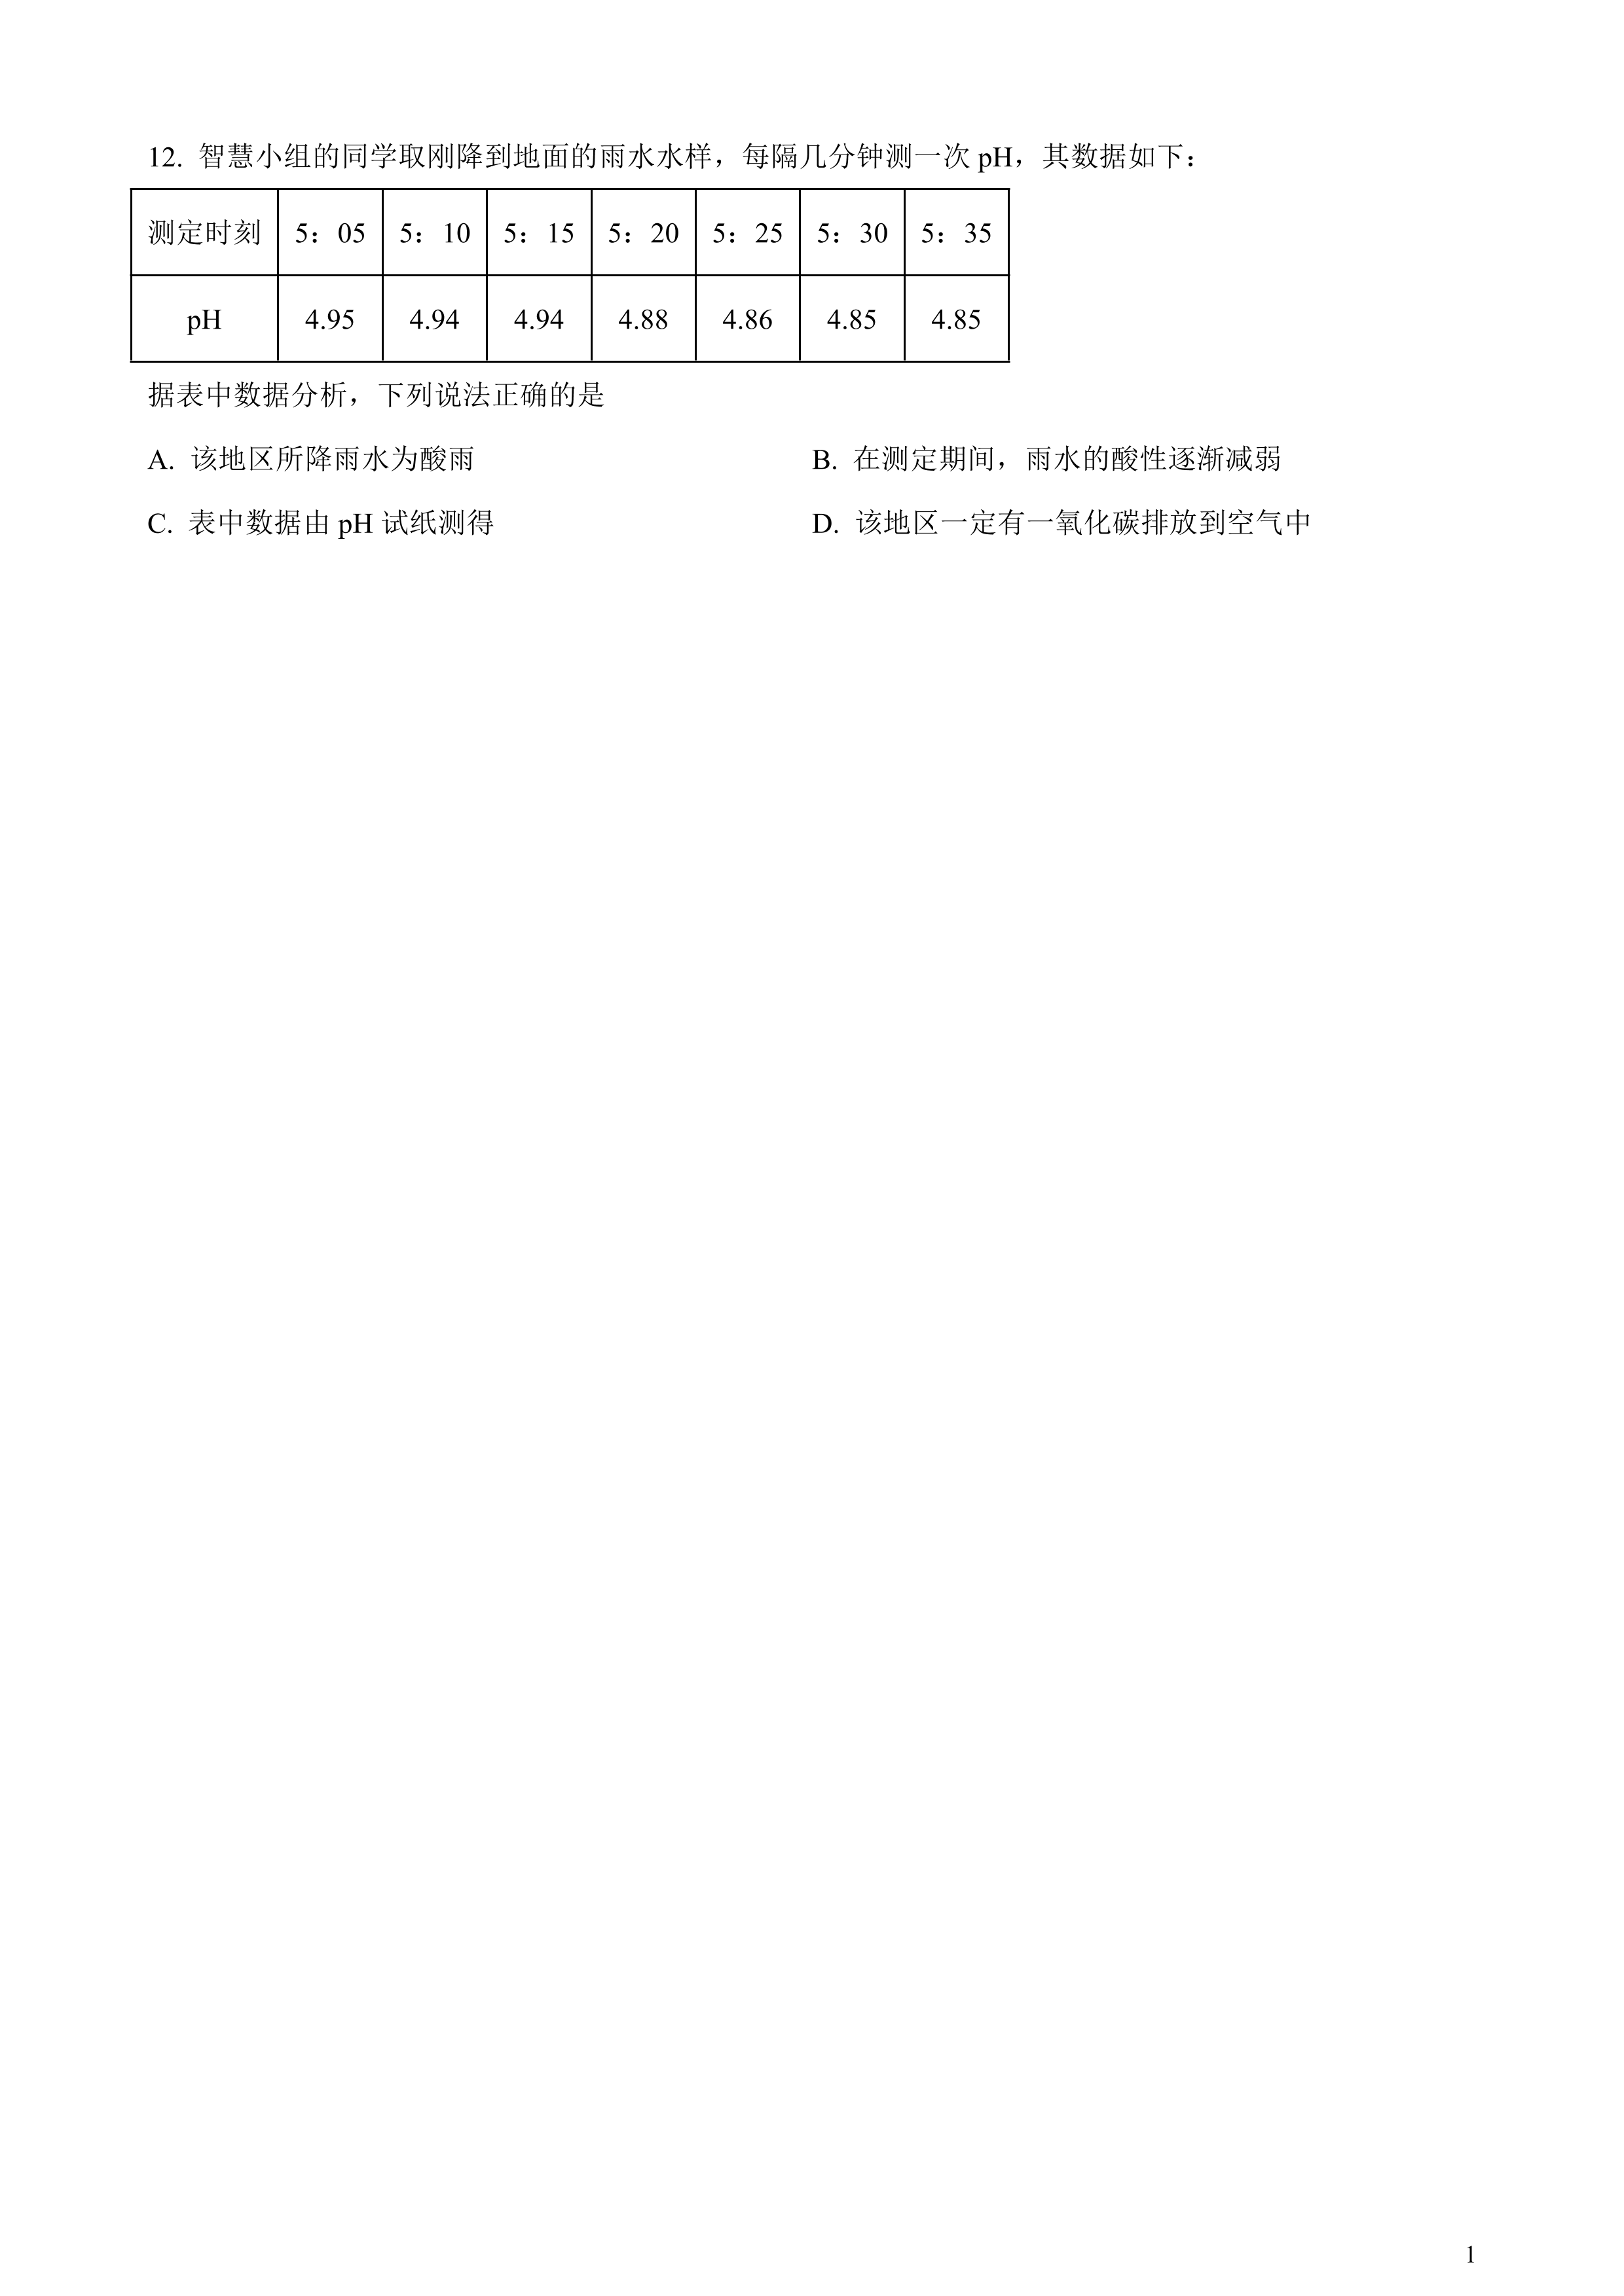 12. 智慧小组的同学取刚降到地面的雨水水样，每隔几分钟测一次 pH，其数据如下：
测定时刻 5：05 5：10 5：15 5：20 5：25 5：30 5：35
pH 4.95 4.94 4.94 4.88 4.86 4.85 4.85
据表中数据分析，下列说法正确的是
A. 该地区所降雨水为酸雨 B. 在测定期间，雨水的酸性逐渐减弱
C. 表中数据由 pH 试纸测得 D. 该地区一定有一氧化碳排放到空气中
1